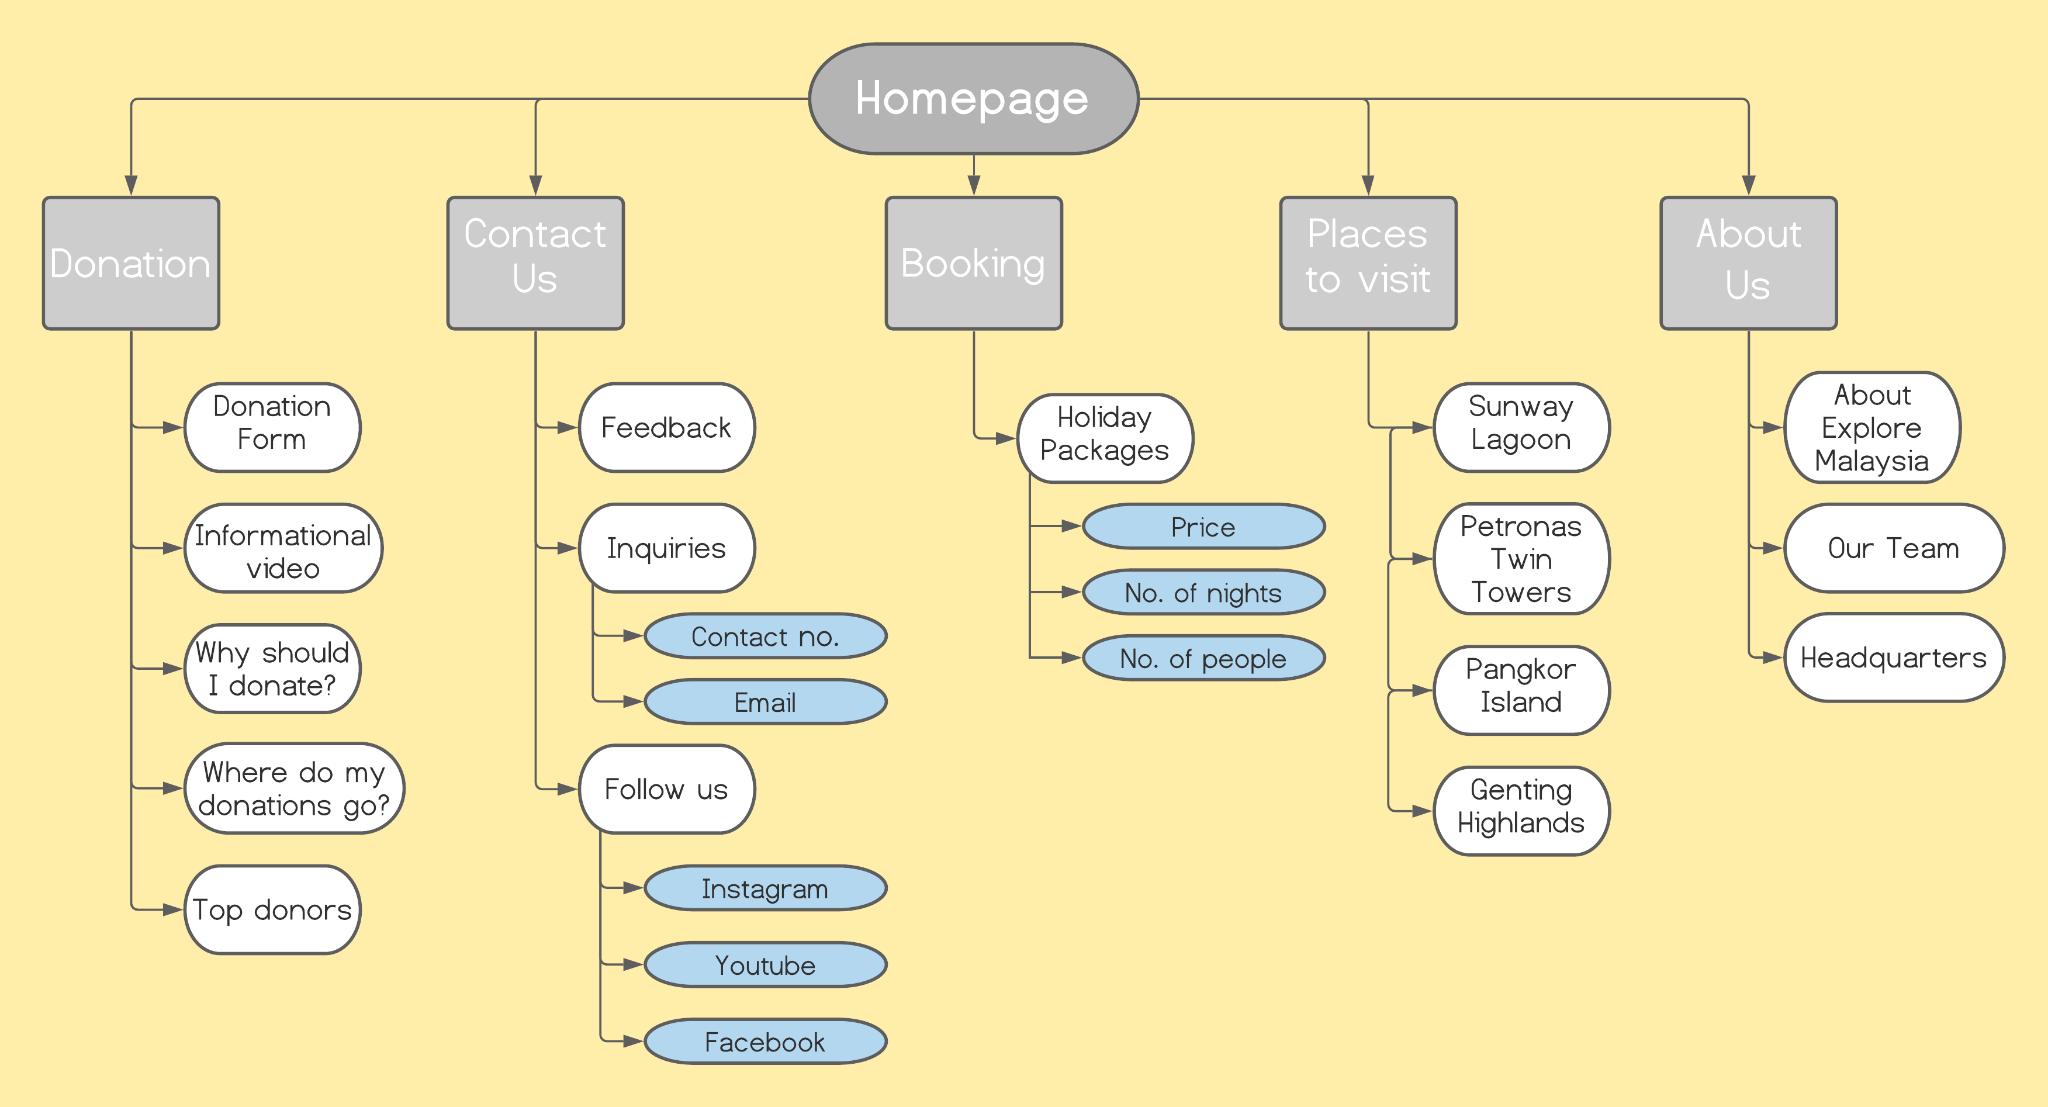 Homepage
Donation
Contact
Us
Booking
Places
to visit
About
Us
Donation
Form
Informational
video
Why should
I donate?
Where do my
donations go?
Top donors
Feedback
Inquiries
Contact no.
Email
Follow us
Instagram
Youtube
Facebook
Holiday
Packages
Price
No. of nights
No. of people
Sunway
Lagoon
Petronas
Twin
Towers
Pangkor
Island
Genting
Highlands
About
Explore
Malaysia
Our Team
Headquarters